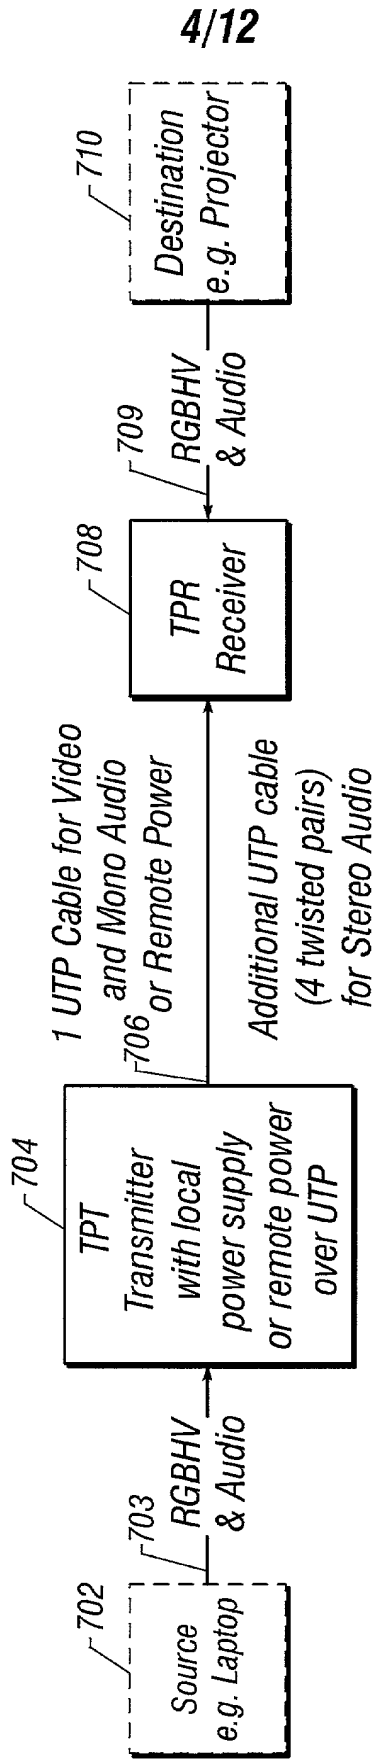 4/12
702
Source
e.g. Laptop
703
RGBHV
& Audio
704
TPT
Transmitter
with local
power supply
or remote power
over UTP
706
1 UTP Cable for Video
and Mono Audio
or Remote Power
Additional UTP cable
(4 twisted pairs)
for Stereo Audio
708
TPR
Receiver
709
RGBHV
& Audio
710
Destination
e.g. Projector